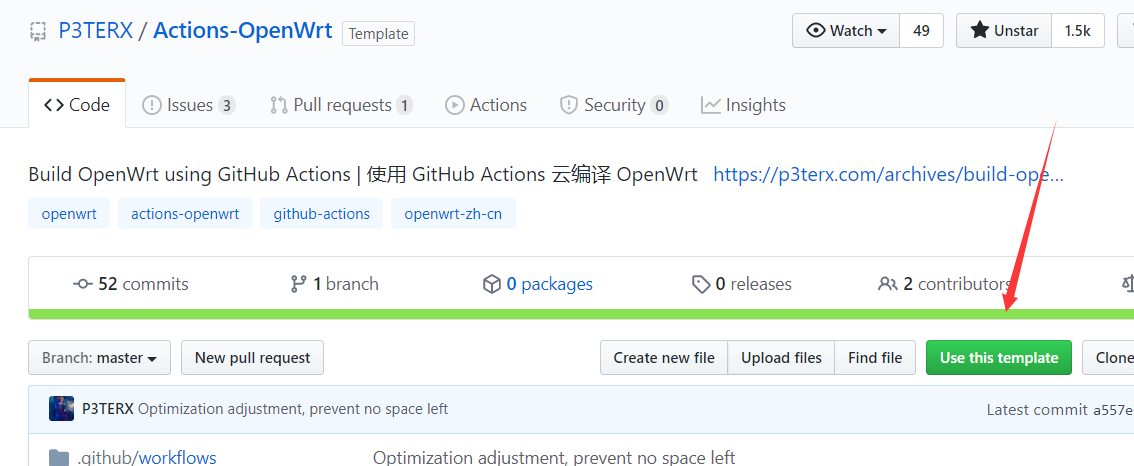 P3TERX / Actions-OpenWrt Template Watch 49 Unstar 1.5k
Code Issues 3 Pull requests 1 Actions Security 0 Insights
Build OpenWrt using GitHub Actions | 使用 GitHub Actions 云编译 OpenWrt https://p3terx.com/archives/build-ope...
openwrt actions-openwrt github-actions openwrt-zh-cn
52 commits 1 branch 0 packages 0 releases 2 contributors
Branch: master New pull request Create new file Upload files Find file Use this template Clone
P3TERX Optimization adjustment, prevent no space left Latest commit a557e
.github/workflows Optimization adjustment, prevent no space left